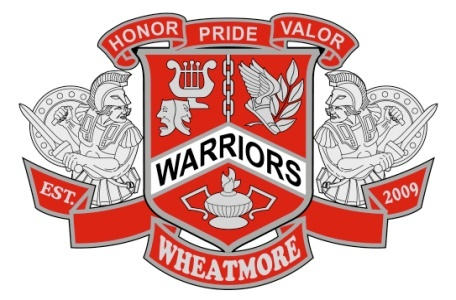 HONOR PRIDE VALOR
WARRIORS
EST. 2009
WHEATMORE